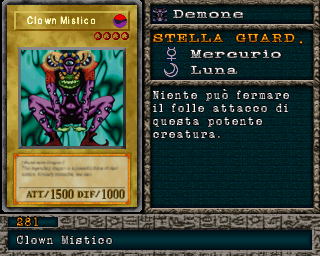 Clown Mistico
ATT/1500 DIF/1000
Demone
STELLA GUARD.
Mercurio
Luna
Niente può fermare
il folle attacco di
questa potente
creatura.
281
Clown Mistico